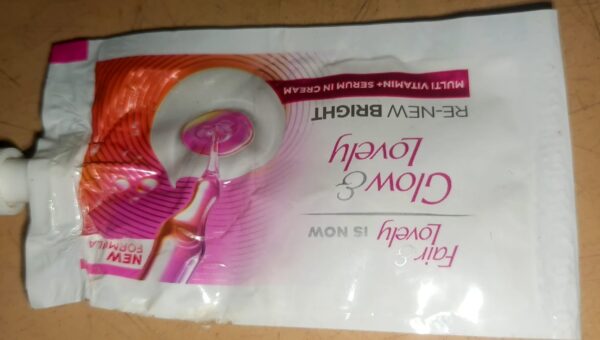 Fair &
Lovely IS NOW
Glow &
Lovely
RE-NEW BRIGHT
MULTI VITAMIN+ SERUM IN CREAM
NEW
FORMULA